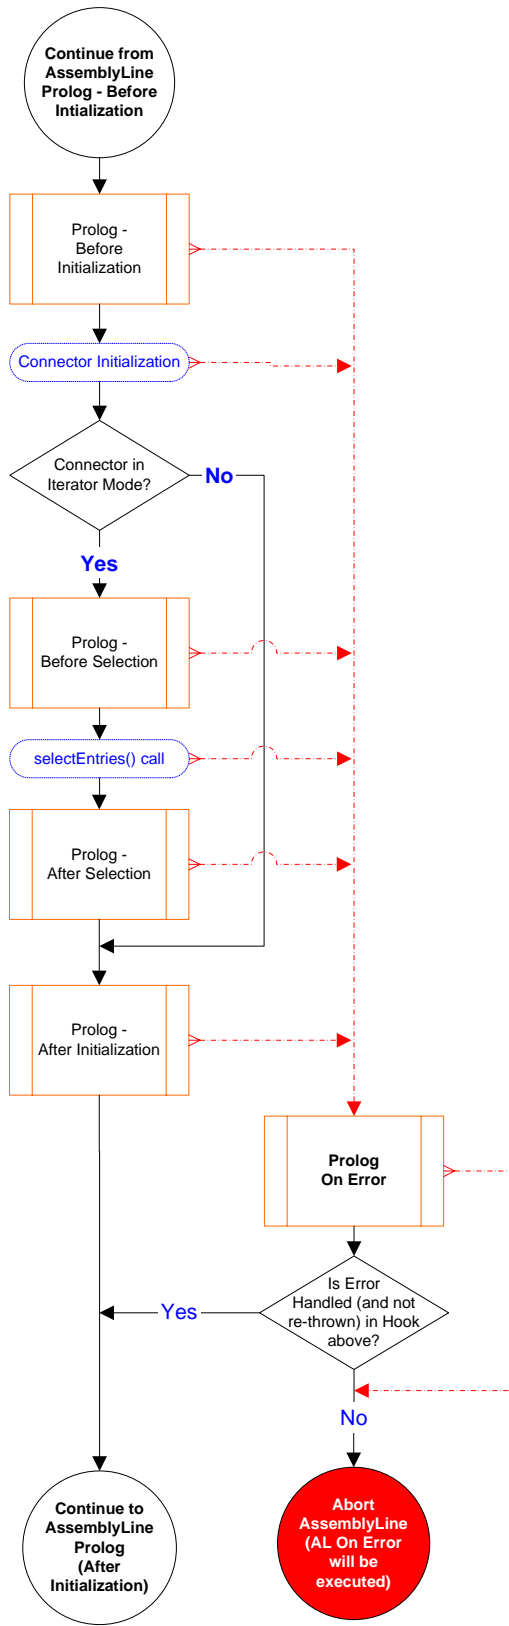 Continue from
AssemblyLine
Prolog - Before
Intialization
Prolog -
Before
Initialization
Connector Initialization
Connector in
Iterator Mode?
No
Yes
Prolog -
Before Selection
selectEntries() call
Prolog -
After Selection
Prolog -
After Initialization
Prolog
On Error
Is Error
Handled (and not
re-thrown) in Hook
above?
Yes
No
Continue to
AssemblyLine
Prolog
(After
Initialization)
Abort
AssemblyLine
(AL On Error
will be
executed)